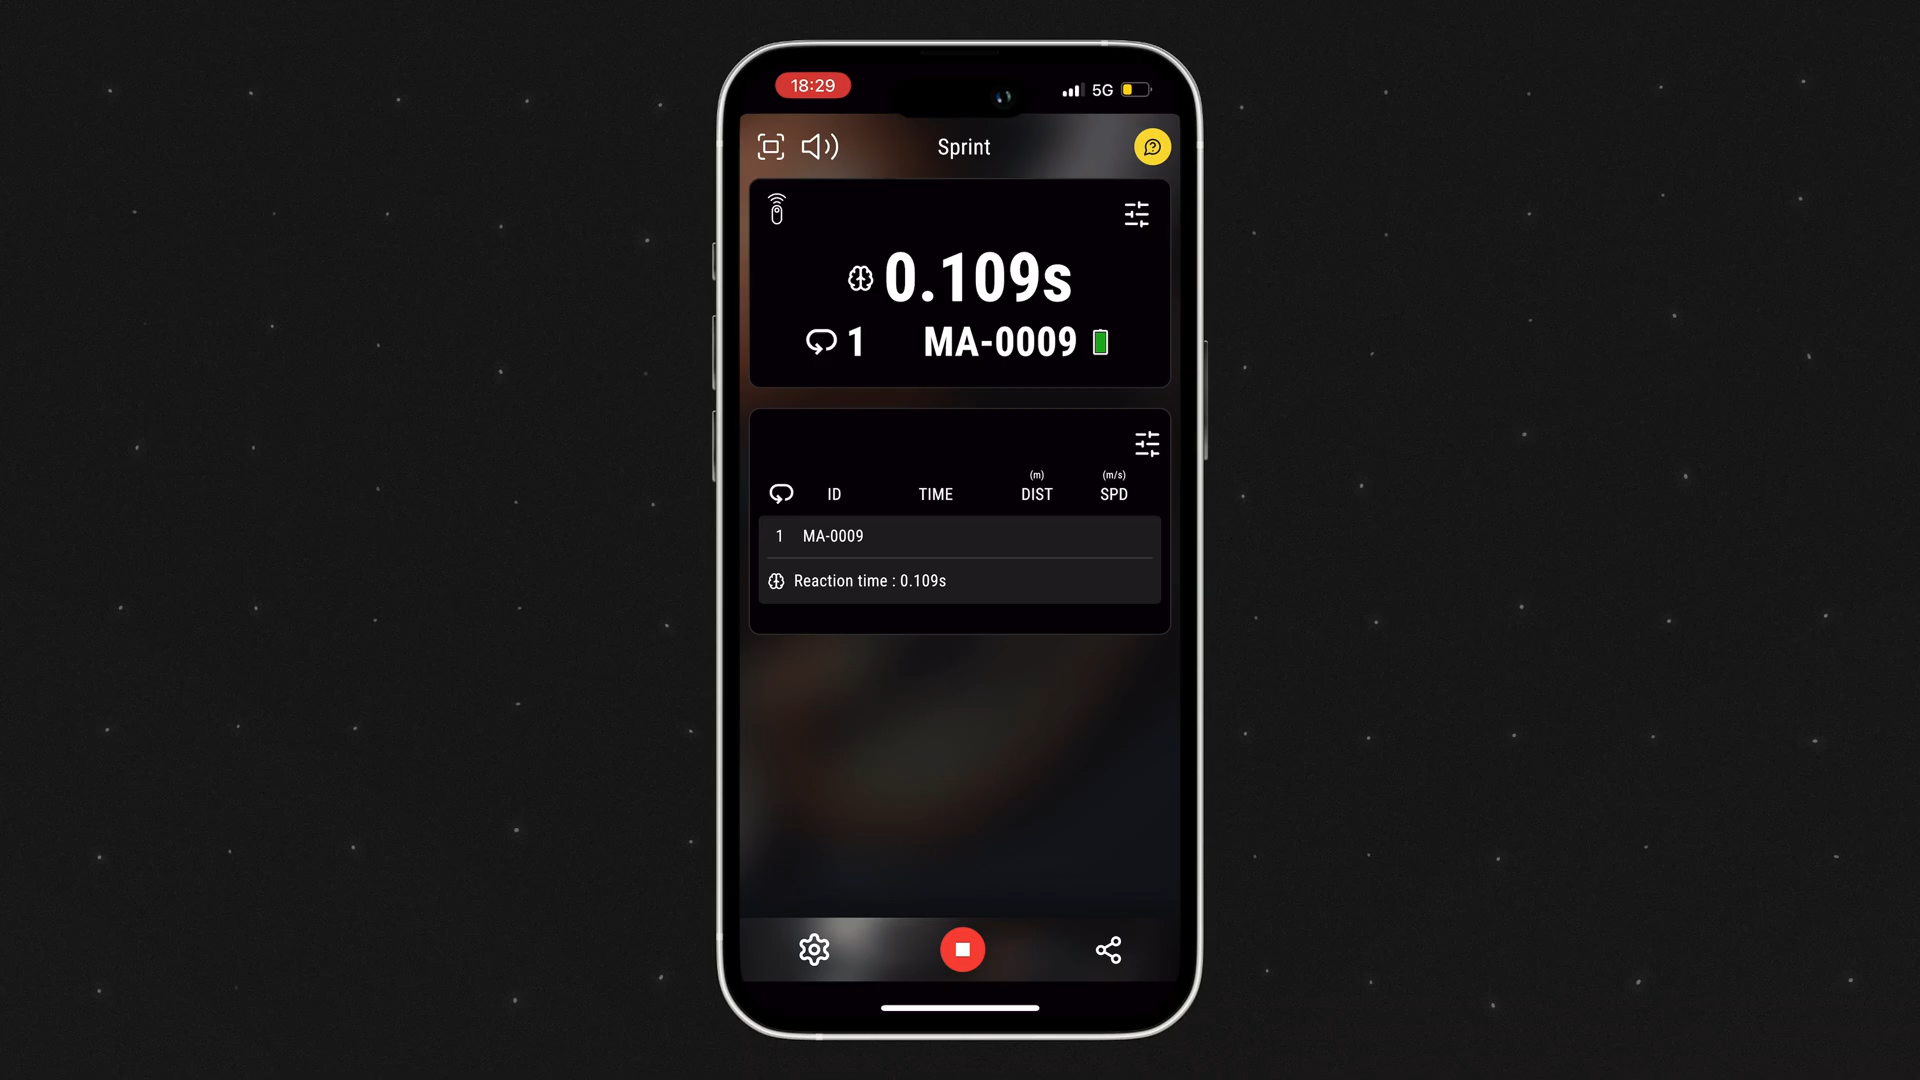 18:29
5G
Sprint
0.109s
1 MA-0009
(m) (m/s)
ID TIME DIST SPD
1 MA-0009
Reaction time : 0.109s